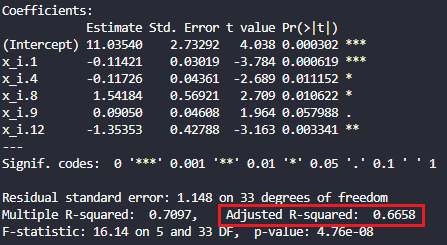 Coefficients:
Estimate Std. Error t value Pr(>|t|)
(Intercept) 11.03540 2.73292 4.038 0.000302 ***
x_i.1 -0.11421 0.03019 -3.784 0.000619 ***
x_i.4 -0.11726 0.04361 -2.689 0.011152 *
x_i.8 1.54184 0.56921 2.709 0.010622 *
x_i.9 0.09050 0.04608 1.964 0.057988 .
x_i.12 -1.35353 0.42788 -3.163 0.003341 **
---
Signif. codes: 0 '***' 0.001 '**' 0.01 '*' 0.05 '.' 0.1 ' ' 1
Residual standard error: 1.148 on 33 degrees of freedom
Multiple R-squared: 0.7097, Adjusted R-squared: 0.6658
F-statistic: 16.14 on 5 and 33 DF, p-value: 4.76e-08